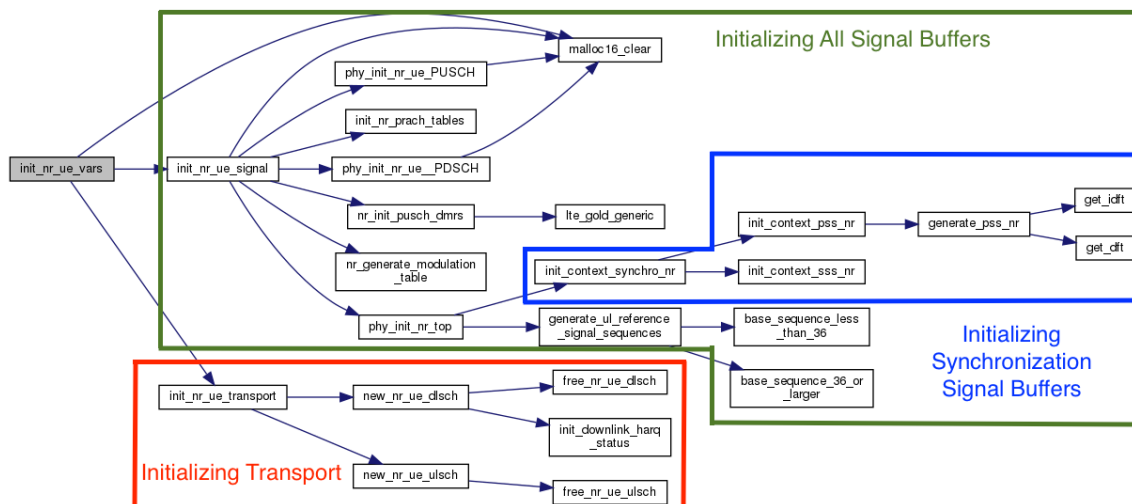 Initializing All Signal Buffers
malloc16_clear
phy_init_nr_ue_PUSCH
init_nr_prach_tables
init_nr_ue_vars
init_nr_ue_signal
phy_init_nr_ue__PDSCH
get_idft
nr_init_pusch_dmrs
lte_gold_generic
init_context_pss_nr
generate_pss_nr
get_dft
nr_generate_modulation
_table
init_context_synchro_nr
init_context_sss_nr
phy_init_nr_top
generate_ul_reference
_signal_sequences
base_sequence_less
_than_36
Initializing
Synchronization
Signal Buffers
base_sequence_36_or
_larger
init_nr_ue_transport
new_nr_ue_dlsch
free_nr_ue_dlsch
init_downlink_harq
_status
Initializing Transport
new_nr_ue_ulsch
free_nr_ue_ulsch